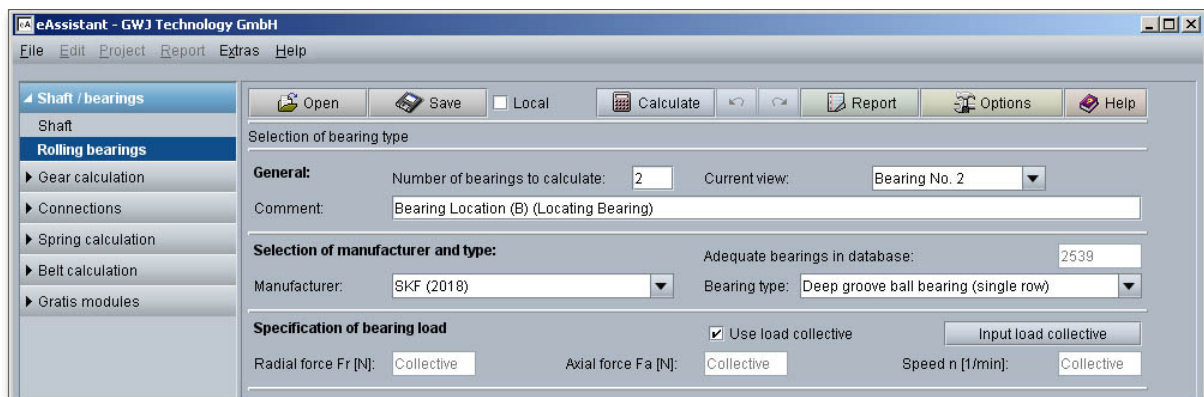 eA eAssistant - GWJ Technology GmbH
File Edit Project Report Extras Help
Shaft / bearings
Shaft
Rolling bearings
Gear calculation
Connections
Spring calculation
Belt calculation
Gratis modules
Open Save Local Calculate Report Options Help
Selection of bearing type
General: Number of bearings to calculate: 2 Current view: Bearing No. 2
Comment: Bearing Location (B) (Locating Bearing)
Selection of manufacturer and type: Adequate bearings in database: 2539
Manufacturer: SKF (2018) Bearing type: Deep groove ball bearing (single row)
Specification of bearing load Use load collective Input load collective
Radial force Fr [N]: Collective Axial force Fa [N]: Collective Speed n [1/min]: Collective